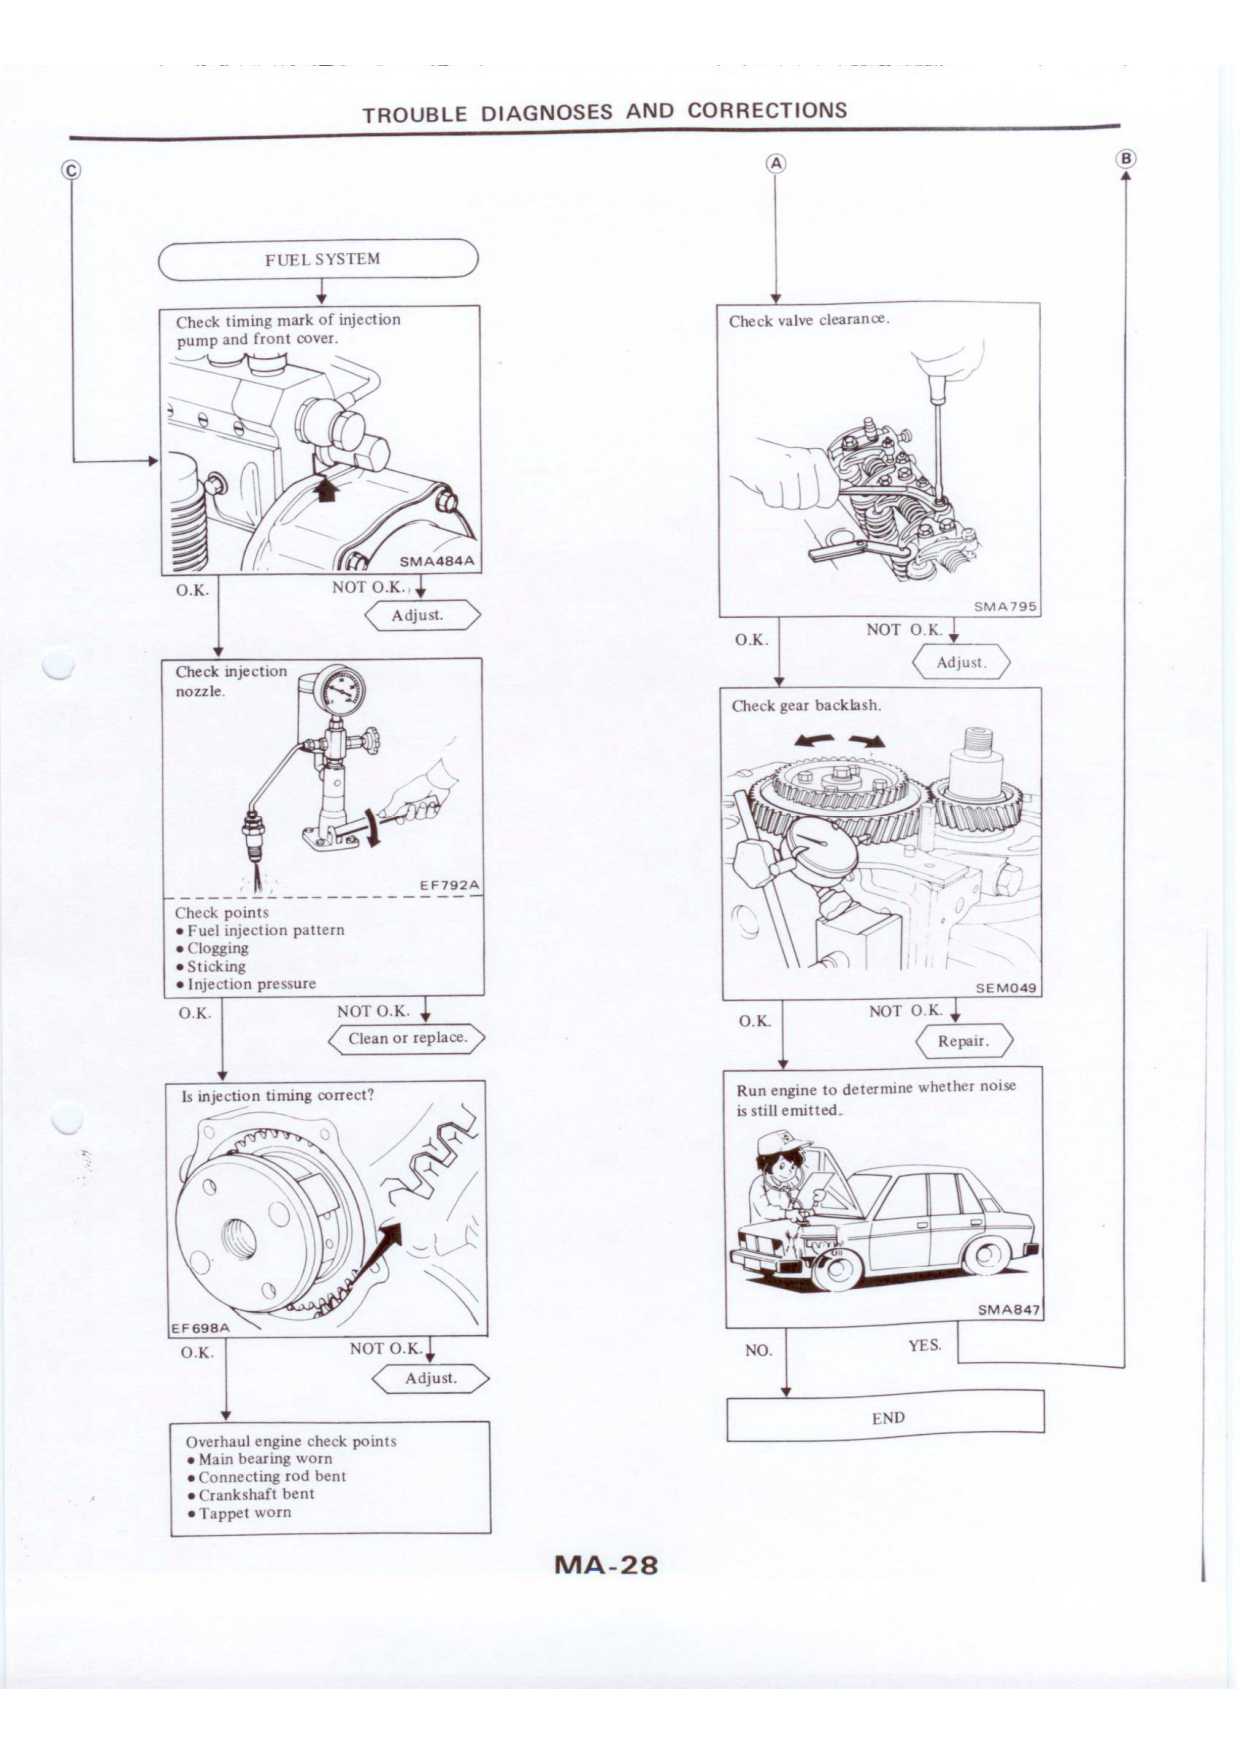 TROUBLE DIAGNOSES AND CORRECTIONS
C
FUEL SYSTEM
Check timing mark of injection
pump and front cover.
SMA484A
O.K.
NOT O.K.
Adjust.
Check injection
nozzle.
EF792A
Check points
● Fuel injection pattern
● Clogging
● Sticking
● Injection pressure
O.K.
NOT O.K.
Clean or replace.
Is injection timing correct?
EF698A
O.K.
NOT O.K.
Adjust.
Overhaul engine check points
● Main bearing worn
● Connecting rod bent
● Crankshaft bent
● Tappet worn
A
B
Check valve clearance.
SMA795
O.K.
NOT O.K.
Adjust.
Check gear backlash.
SEM049
O.K.
NOT O.K.
Repair.
Run engine to determine whether noise
is still emitted.
SMA847
NO.
YES.
END
MA-28